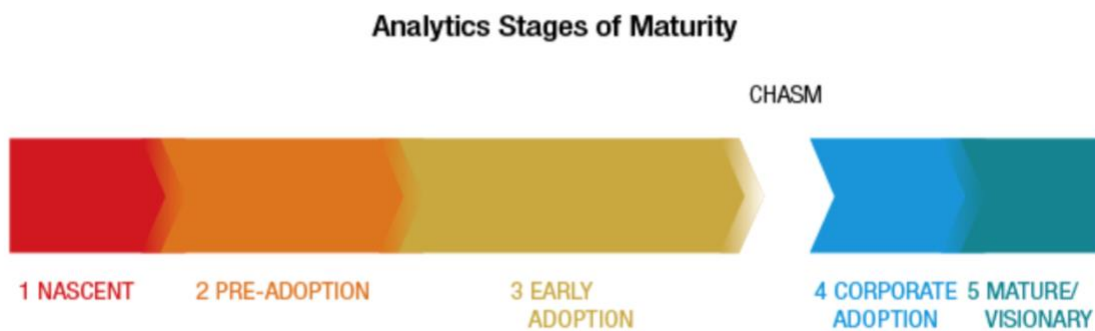 Analytics Stages of Maturity
CHASM
1 NASCENT
2 PRE-ADOPTION
3 EARLY
ADOPTION
4 CORPORATE
ADOPTION
5 MATURE/
VISIONARY